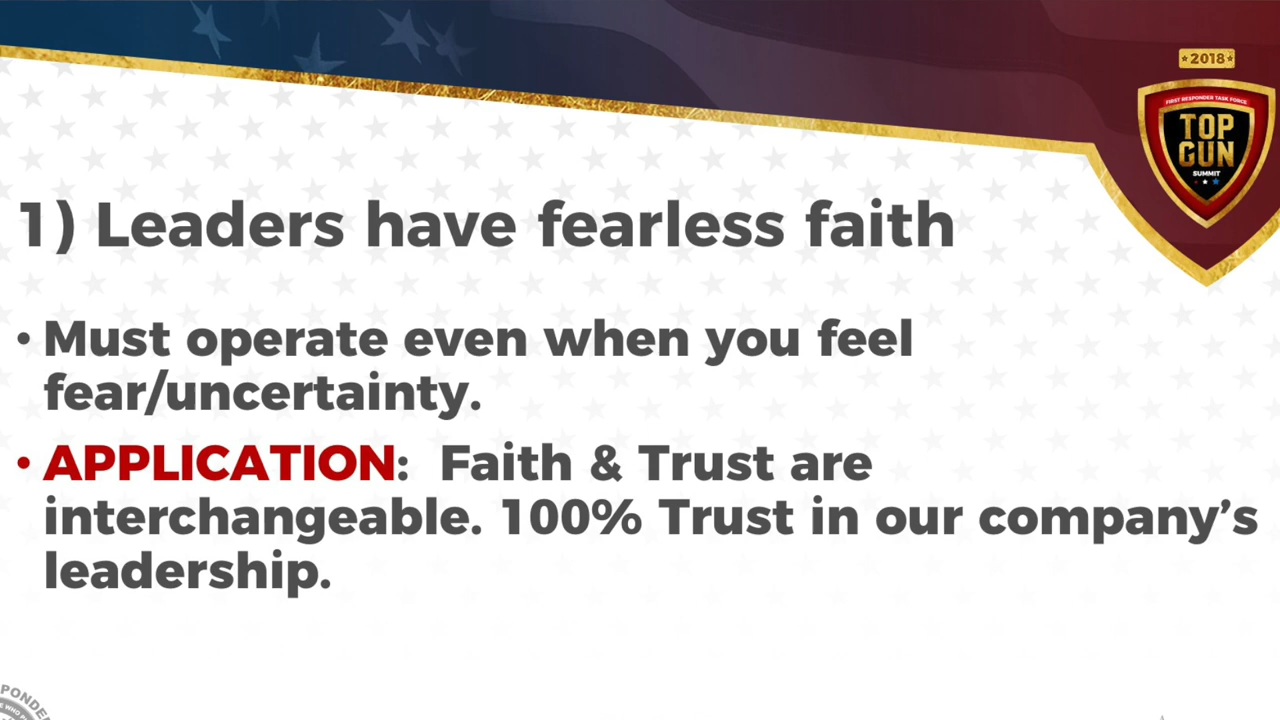 2018
FIRST RESPONDER TASK FORCE
TOP
GUN
SUMMIT
1) Leaders have fearless faith
• Must operate even when you feel
fear/uncertainty.
• APPLICATION:  Faith & Trust are
interchangeable. 100% Trust in our company’s
leadership.